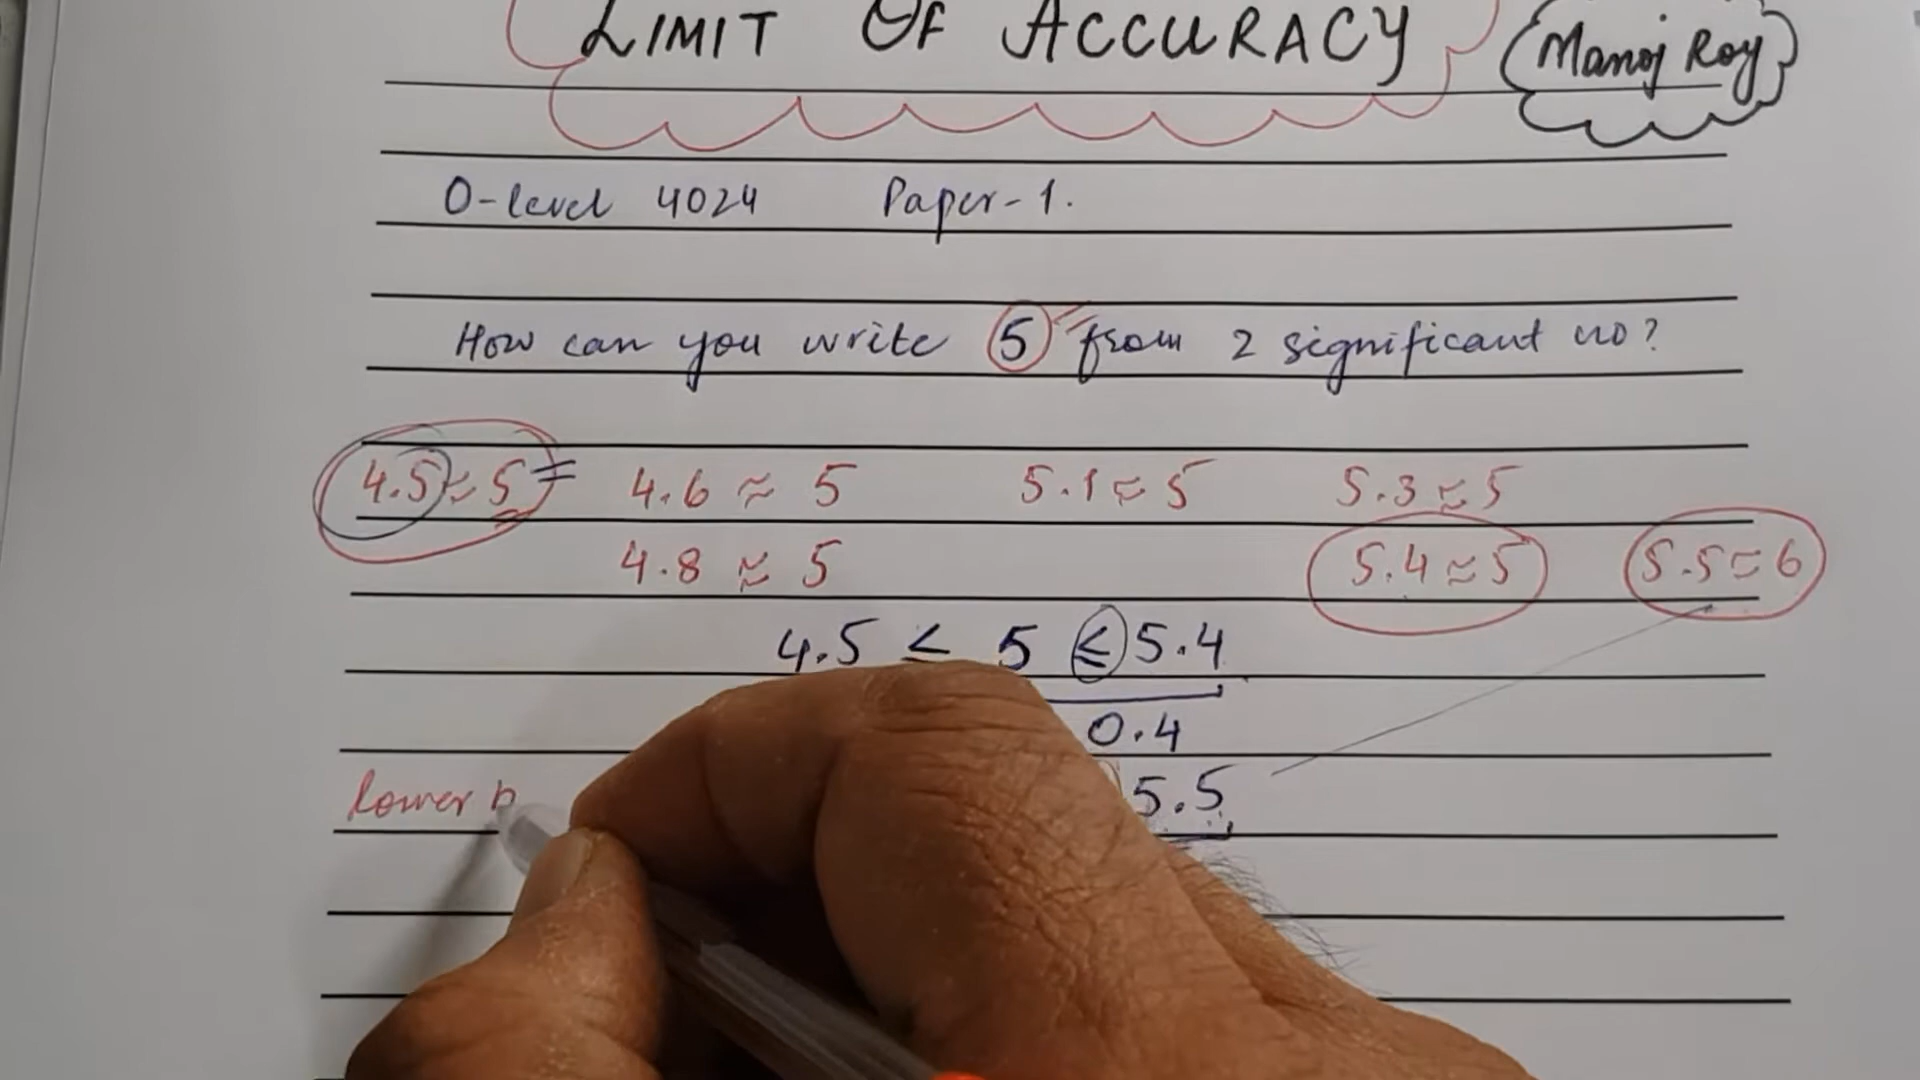 LIMIT OF ACCURACY
Manoj Roy
O-level 4024 Paper-1.
How can you write 5 from 2 significant no?
4.5≈5 4.6 ≈ 5 5.1≈5 5.3≈5
4.8 ≈ 5 5.4≈5 5.5≈6
4.5 ≤ 5 ≤ 5.4
0.4
lower b 5.5